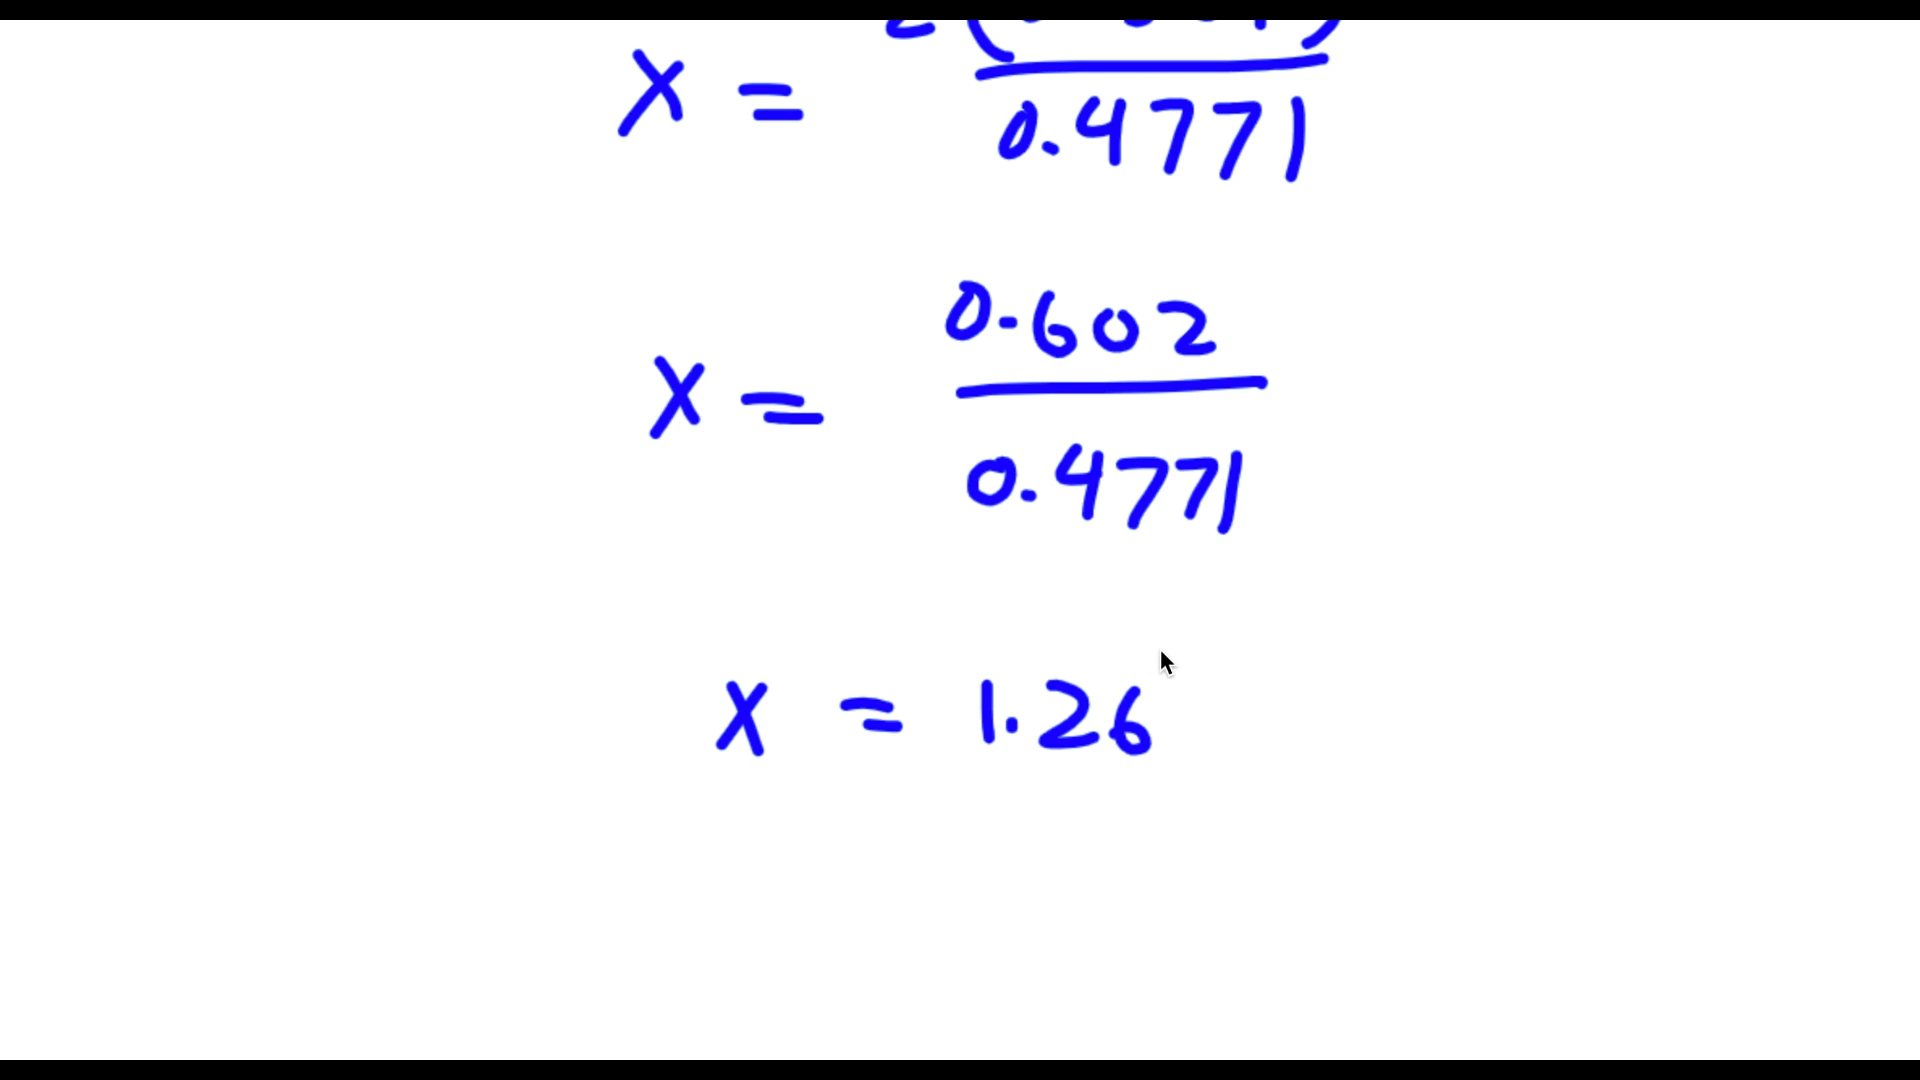 x =
0.4771
x = 0.602
0.4771
x = 1.26